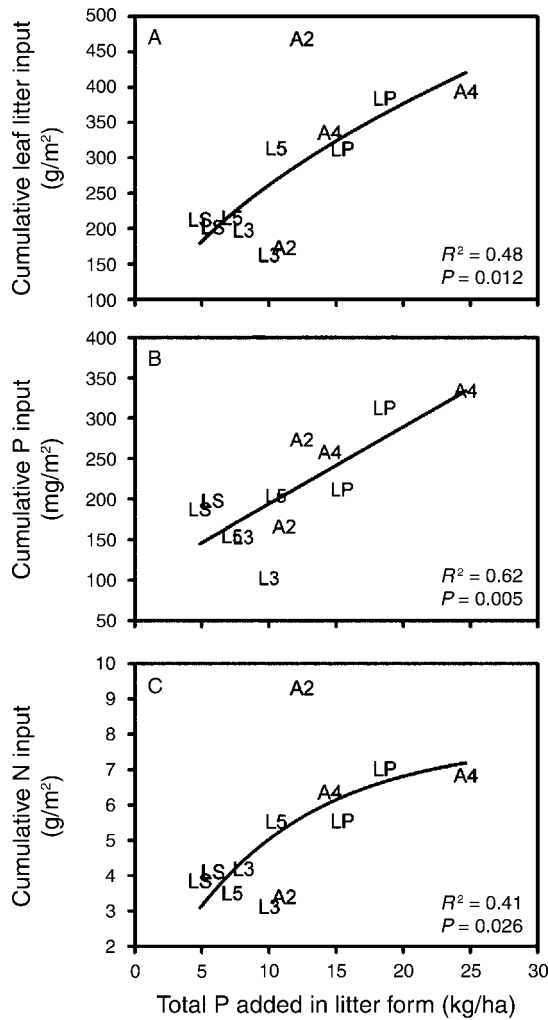 A
Cumulative leaf litter input
(g/m²)
500
450
400
350
300
250
200
150
100
A2
A4
LP
A4
LP
L5
LS
L5
LS
L3
A2
L3
R² = 0.48
P = 0.012
B
Cumulative P input
(mg/m²)
400
350
300
250
200
150
100
50
A4
LP
A2
A4
LP
L5
LS
LS
A2
L5
L3
L3
R² = 0.62
P = 0.005
C
Cumulative N input
(g/m²)
10
9
8
7
6
5
4
3
2
A2
LP
A4
A4
LP
L5
L3
LS
LS
L5
A2
L3
R² = 0.41
P = 0.026
0 5 10 15 20 25 30
Total P added in litter form (kg/ha)